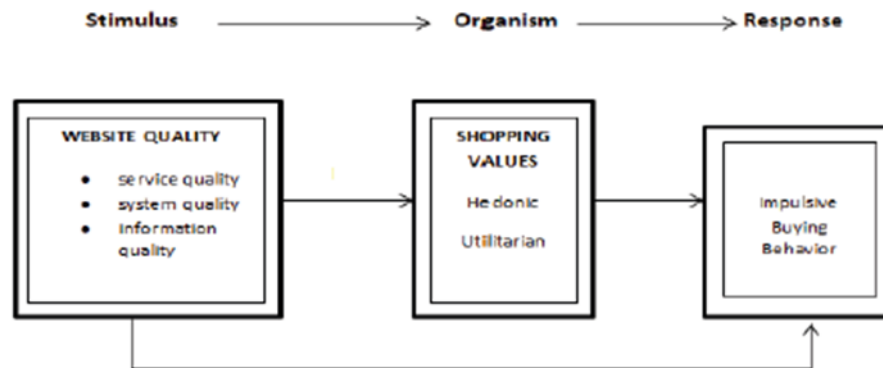 Stimulus Organism Response
WEBSITE QUALITY
• service quality
• system quality
• information
quality
SHOPPING
VALUES
Hedonic
Utilitarian
Impulsive
Buying
Behavior